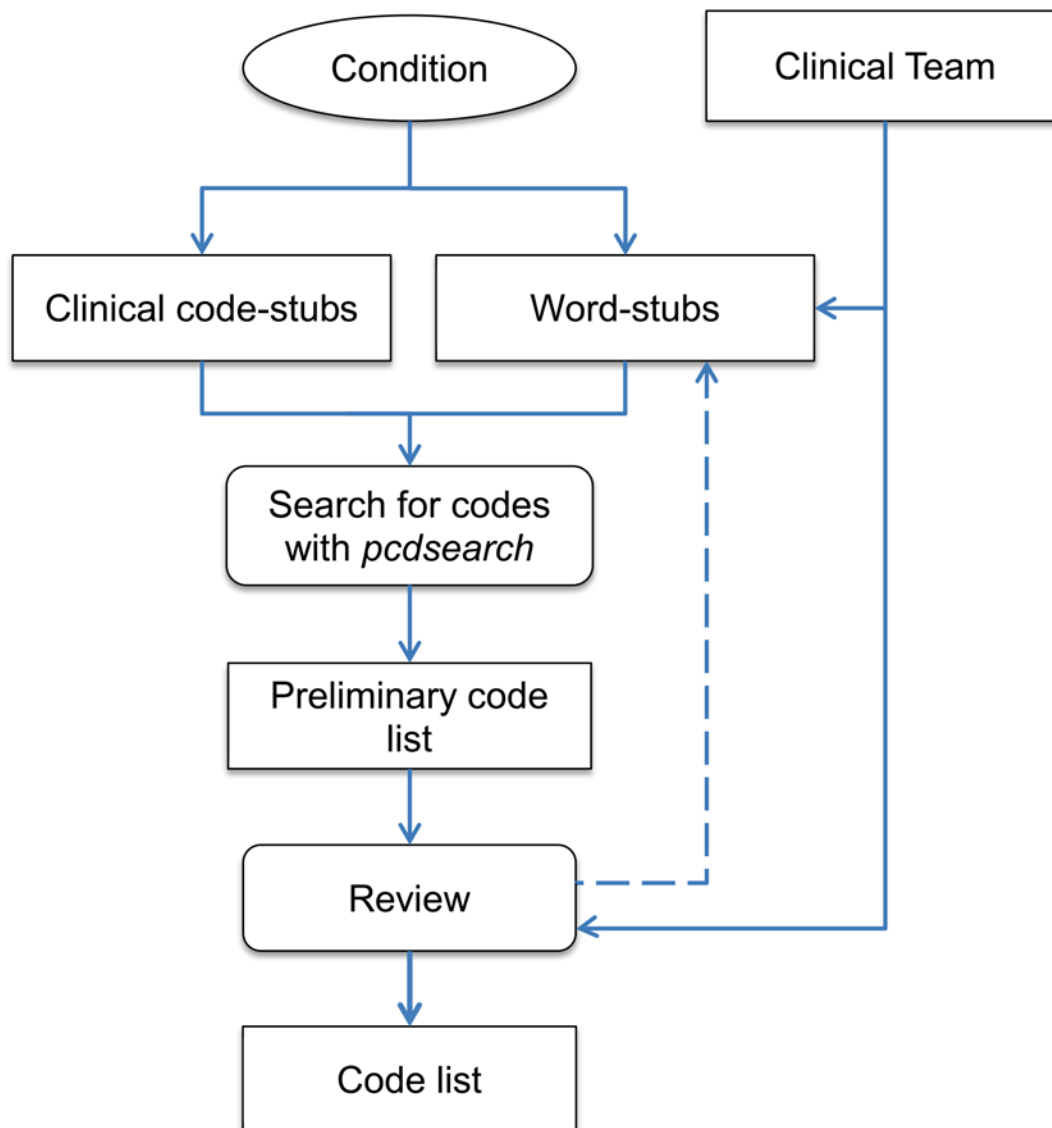 Condition
Clinical Team
Clinical code-stubs
Word-stubs
Search for codes
with pcdsearch
Preliminary code
list
Review
Code list